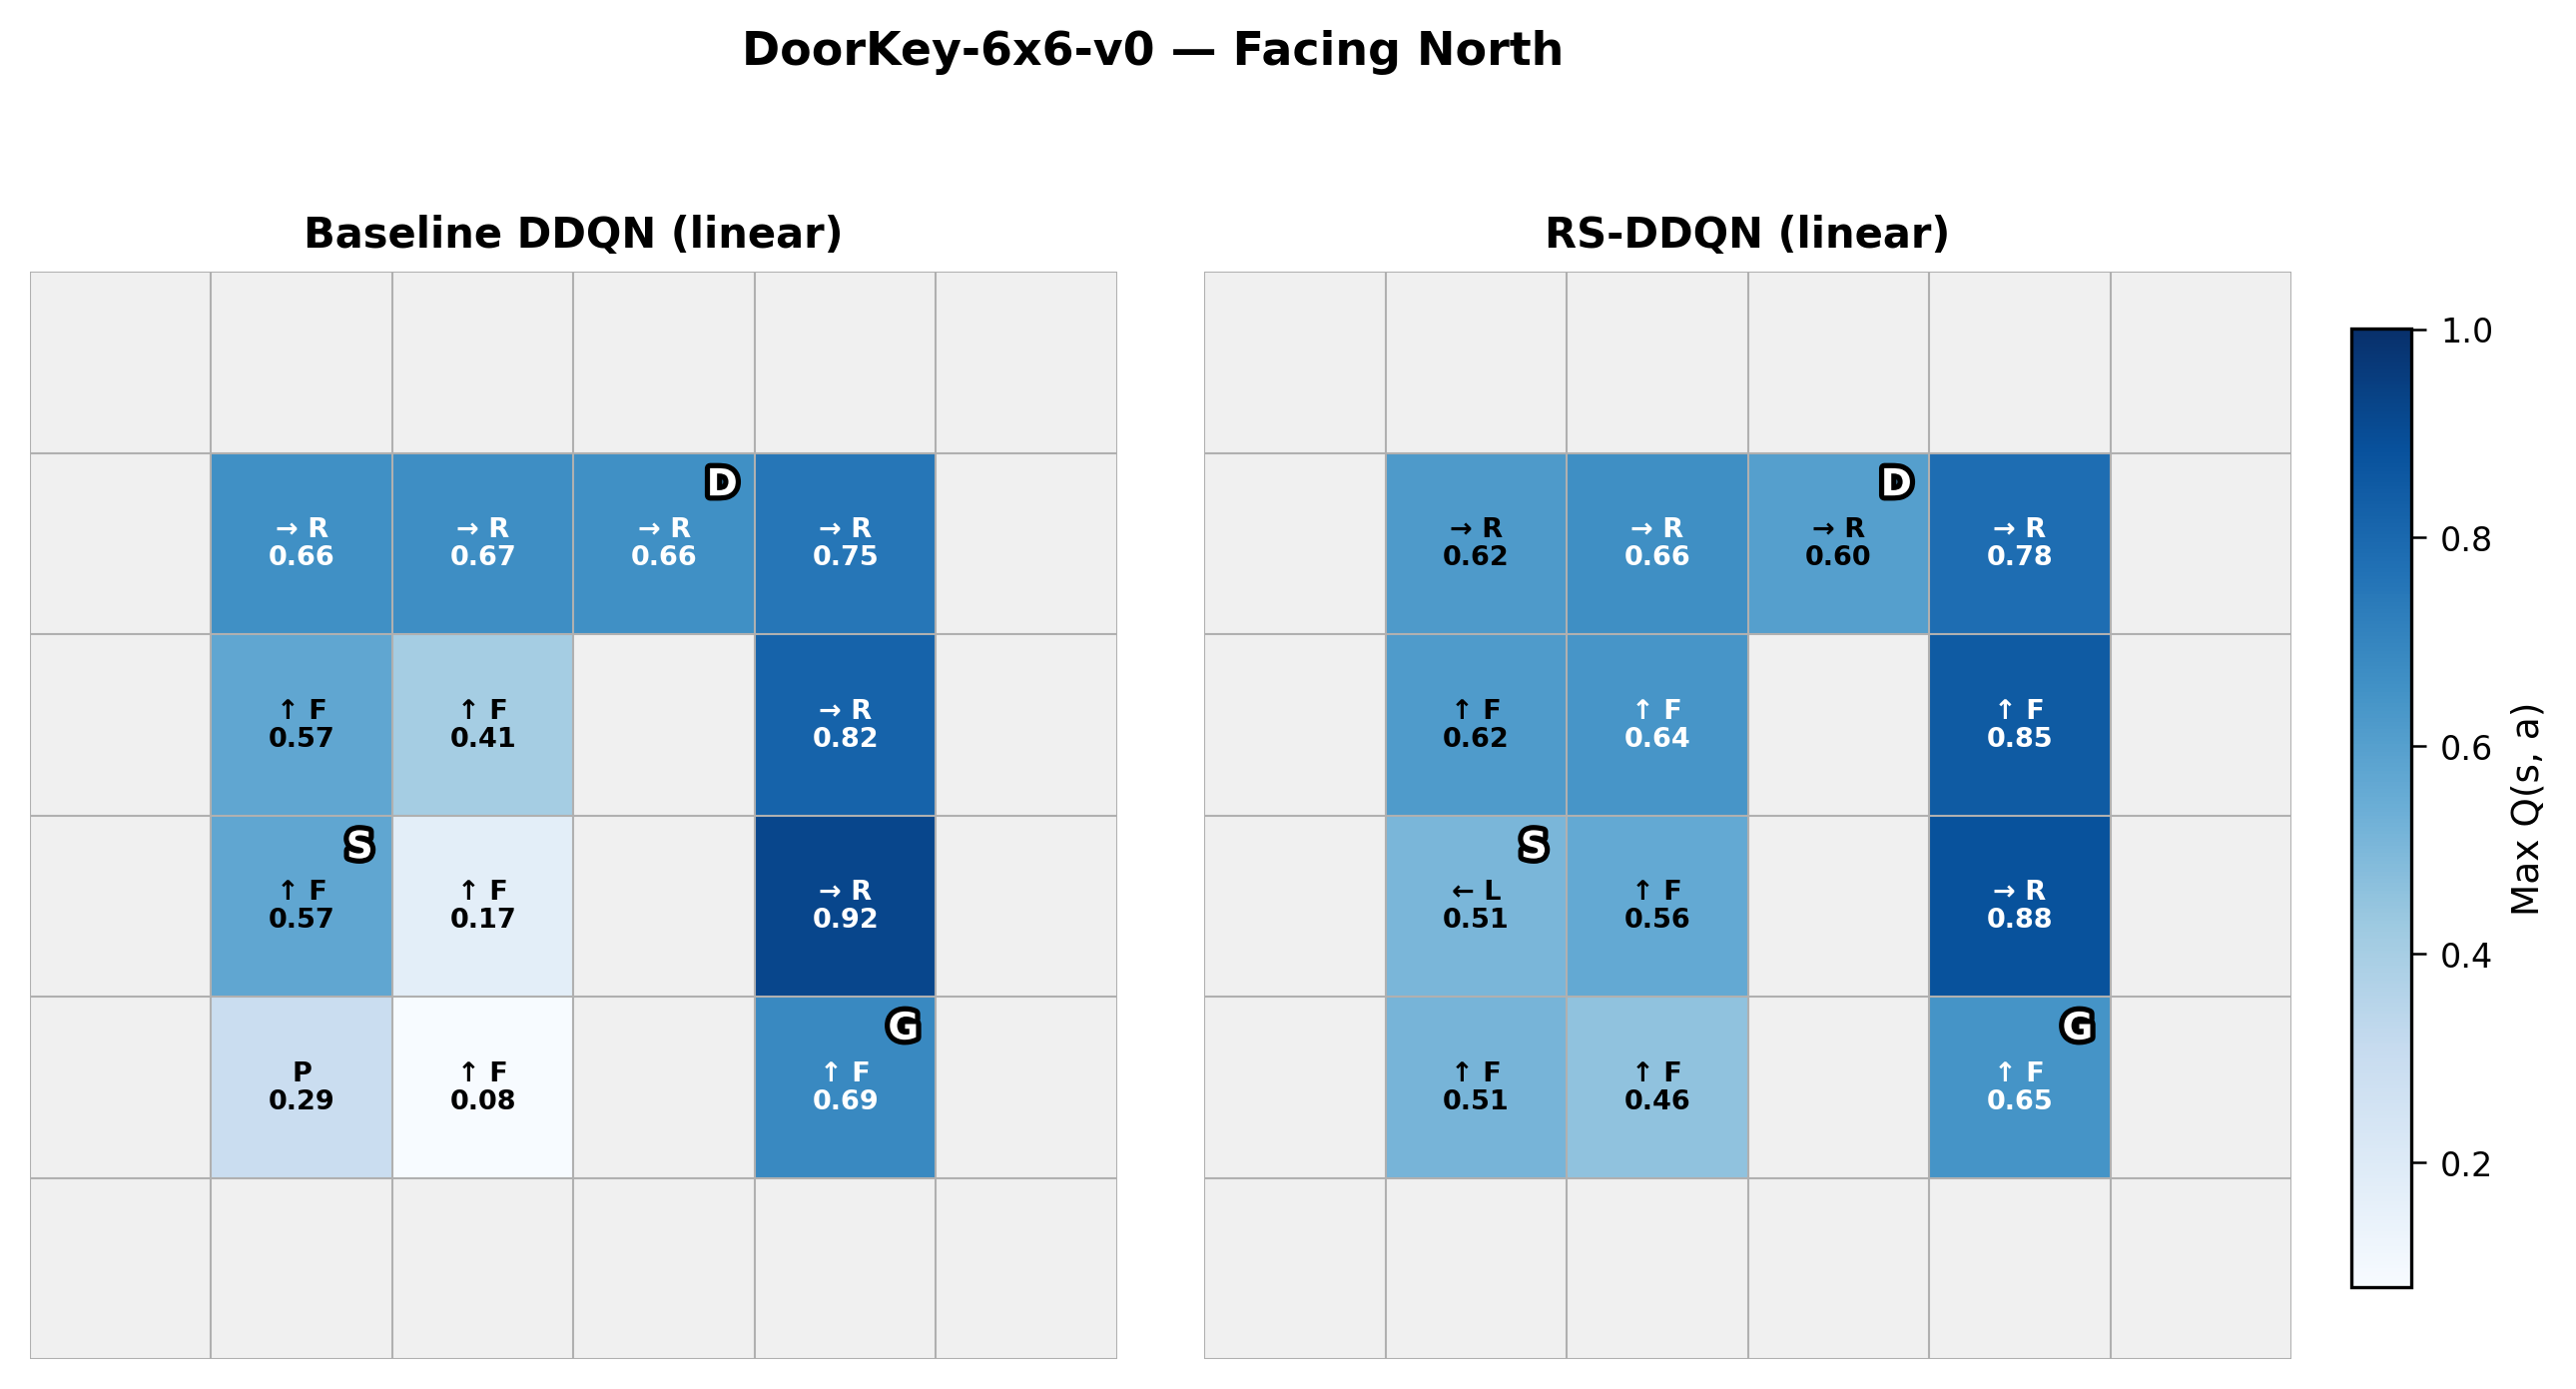 DoorKey-6x6-v0 — Facing North
Baseline DDQN (linear)
D
→ R → R → R → R
0.66 0.67 0.66 0.75
↑ F ↑ F → R
0.57 0.41 0.82
S
↑ F ↑ F → R
0.57 0.17 0.92
G
P ↑ F ↑ F
0.29 0.08 0.69
RS-DDQN (linear)
D
→ R → R → R → R
0.62 0.66 0.60 0.78
↑ F ↑ F ↑ F
0.62 0.64 0.85
S
← L ↑ F → R
0.51 0.56 0.88
G
↑ F ↑ F ↑ F
0.51 0.46 0.65
1.0
0.8
0.6
0.4
0.2
Max Q(s, a)